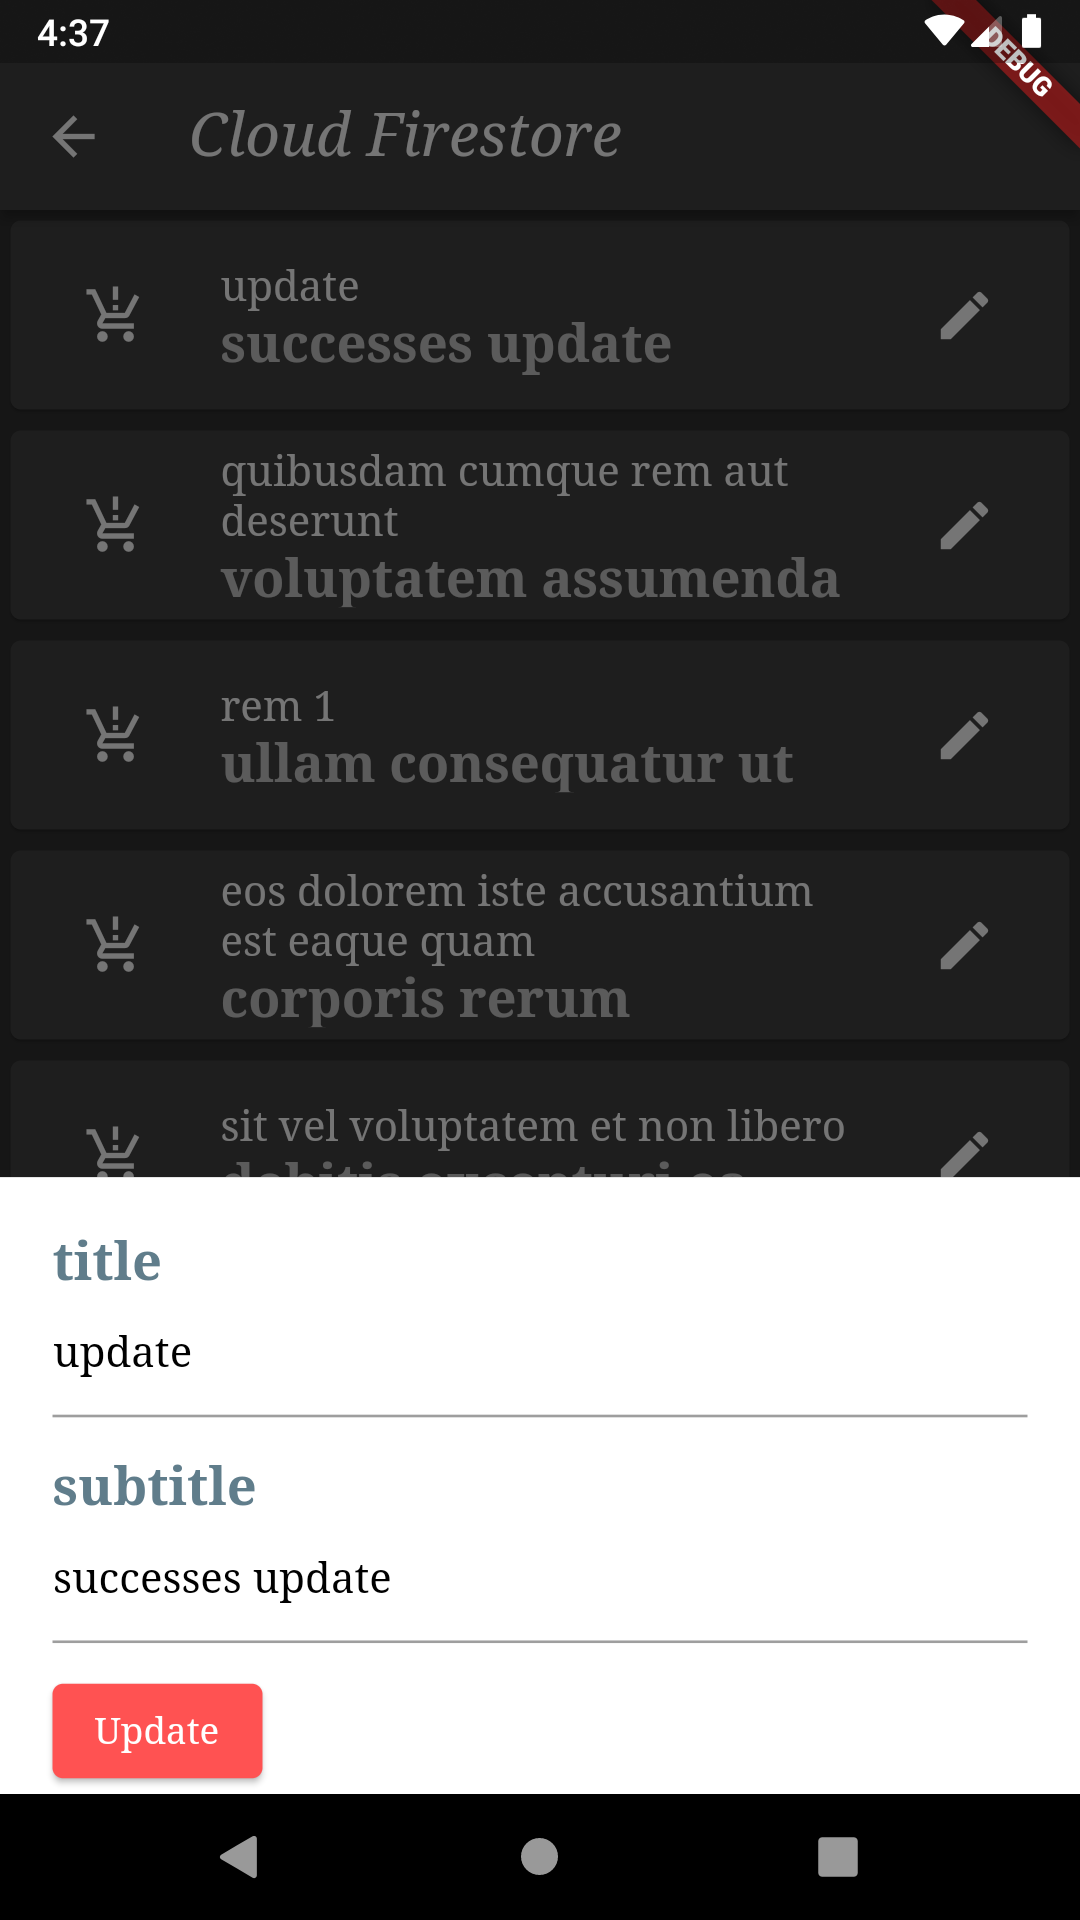 4:37
DEBUG
Cloud Firestore
update
successes update
quibusdam cumque rem aut
deserunt
voluptatem assumenda
rem 1
ullam consequatur ut
eos dolorem iste accusantium
est eaque quam
corporis rerum
sit vel voluptatem et non libero
title
update
subtitle
successes update
Update